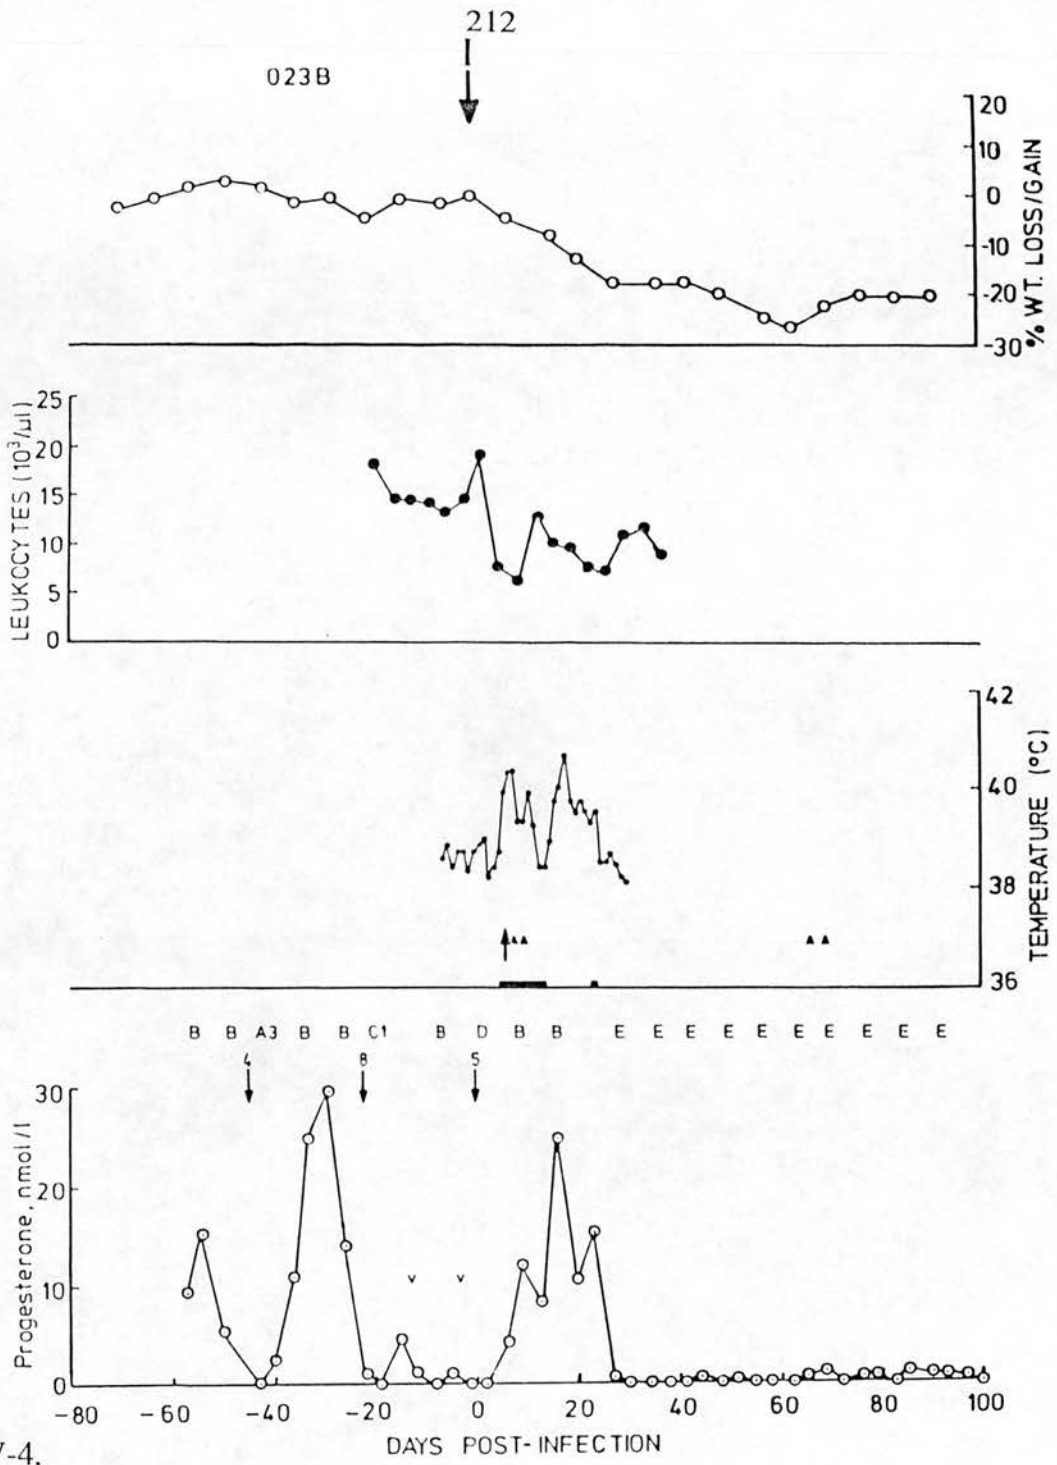 212
023B
20
10
0
-10
-20
-30
% WT. LOSS/GAIN
25
20
15
10
5
0
LEUKCCYTES (10³/µl)
42
40
38
36
TEMPERATURE (°C)
B B A3 B B C1 B D B B E E E E E E E E E
4 8 5
30
20
10
0
Progesterone, nmol/l
v v
-80 -60 -40 -20 0 20 40 60 80 100
DAYS POST-INFECTION
-4.